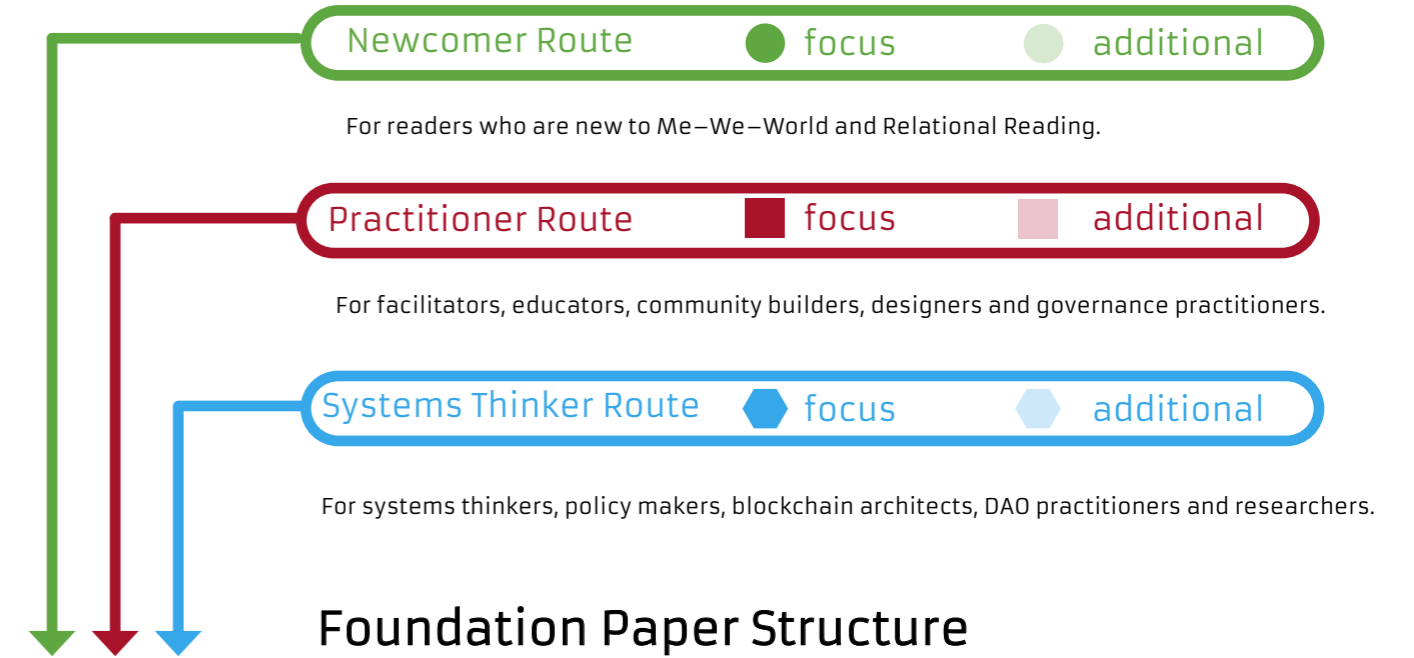 Newcomer Route focus additional
For readers who are new to Me–We–World and Relational Reading.
Practitioner Route focus additional
For facilitators, educators, community builders, designers and governance practitioners.
Systems Thinker Route focus additional
For systems thinkers, policy makers, blockchain architects, DAO practitioners and researchers.
Foundation Paper Structure